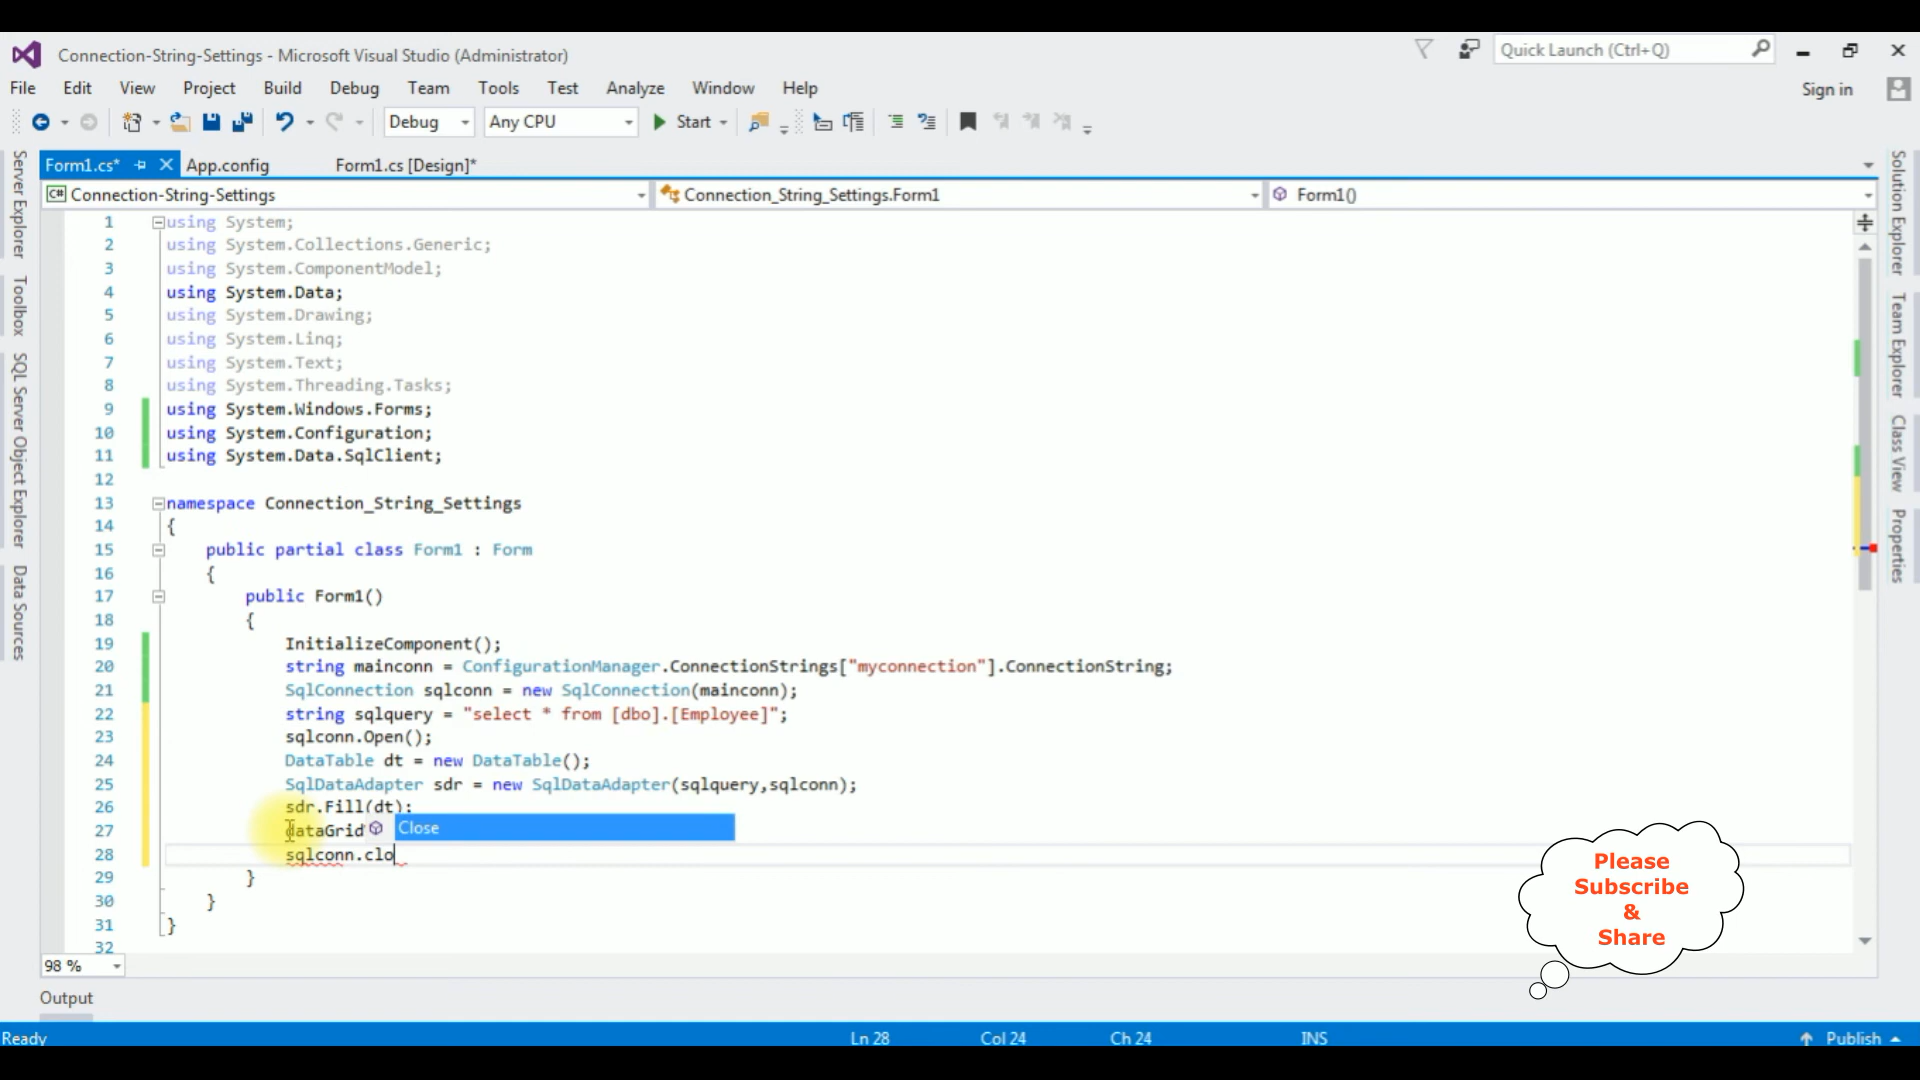 Connection-String-Settings - Microsoft Visual Studio (Administrator)
Quick Launch (Ctrl+Q)
File Edit View Project Build Debug Team Tools Test Analyze Window Help
Sign in
Debug Any CPU Start
Form1.cs* App.config Form1.cs [Design]*
C# Connection-String-Settings Connection_String_Settings.Form1 Form1()
Server Explorer
Toolbox
SQL Server Object Explorer
Data Sources
1 using System;
2 using System.Collections.Generic;
3 using System.ComponentModel;
4 using System.Data;
5 using System.Drawing;
6 using System.Linq;
7 using System.Text;
8 using System.Threading.Tasks;
9 using System.Windows.Forms;
10 using System.Configuration;
11 using System.Data.SqlClient;
12
13 namespace Connection_String_Settings
14 {
15 public partial class Form1 : Form
16 {
17 public Form1()
18 {
19 InitializeComponent();
20 string mainconn = ConfigurationManager.ConnectionStrings["myconnection"].ConnectionString;
21 SqlConnection sqlconn = new SqlConnection(mainconn);
22 string sqlquery = "select * from [dbo].[Employee]";
23 sqlconn.Open();
24 DataTable dt = new DataTable();
25 SqlDataAdapter sdr = new SqlDataAdapter(sqlquery,sqlconn);
26 sdr.Fill(dt);
27 dataGrid Close
28 sqlconn.clo
29 }
30 }
31 }
32
Solution Explorer
Team Explorer
Class View
Properties
Please
Subscribe
&
Share
98 %
Output
Ready Ln 28 Col 24 Ch 24 INS Publish